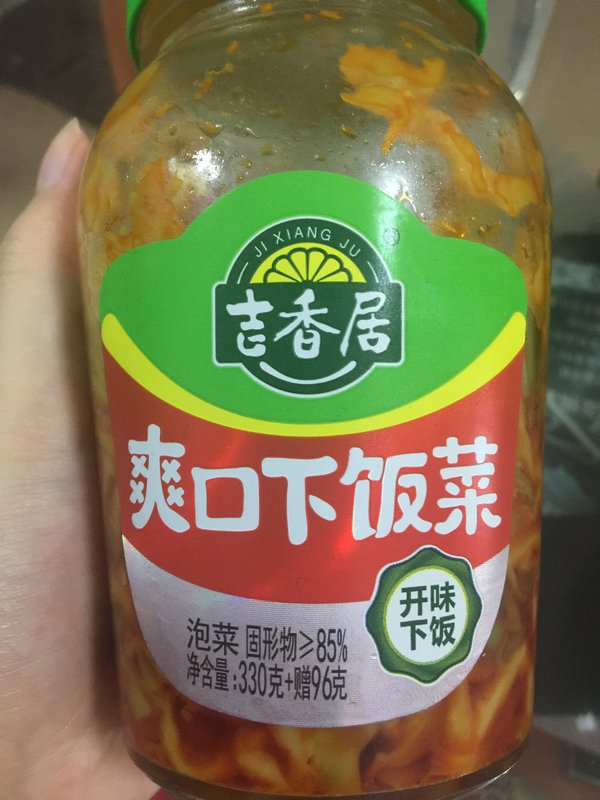 JI XIANG JU
吉香居
爽口下饭菜
开味
下饭
泡菜 固形物≥85%
净含量:330克+赠96克